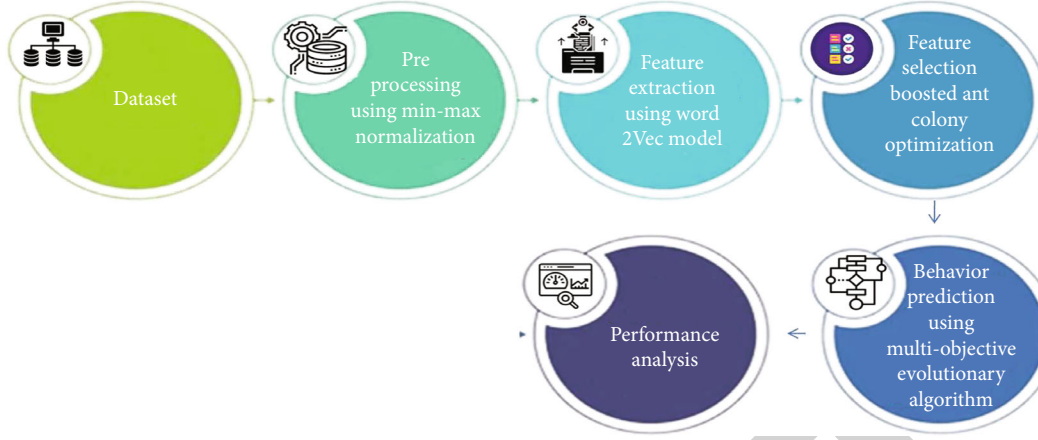 Dataset
Pre
processing
using min-max
normalization
Feature
extraction
using word
2Vec model
Feature
selection
boosted ant
colony
optimization
Behavior
prediction
using
multi-objective
evolutionary
algorithm
Performance
analysis